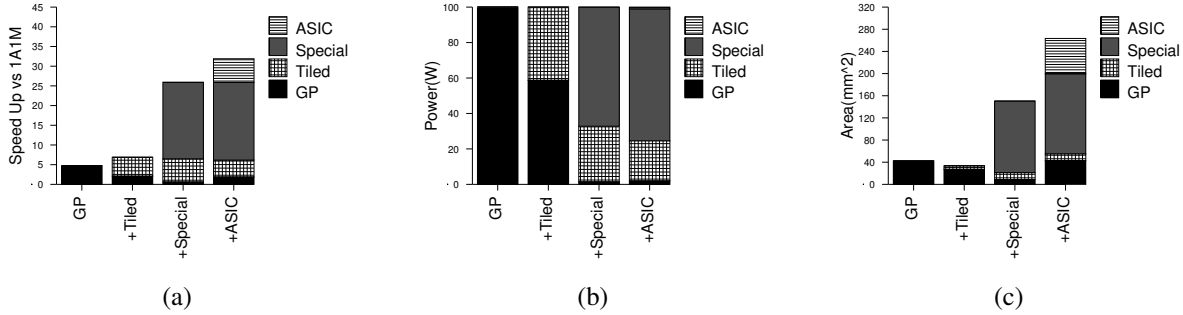 Speed Up vs 1A1M
45
40
35
30
25
20
15
10
5
0
GP
+Tiled
+Special
+ASIC
ASIC
Special
Tiled
GP
(a)
Power(W)
100
80
60
40
20
0
GP
+Tiled
+Special
+ASIC
ASIC
Special
Tiled
GP
(b)
Area(mm^2)
320
280
240
200
160
120
80
40
0
GP
+Tiled
+Special
+ASIC
ASIC
Special
Tiled
GP
(c)